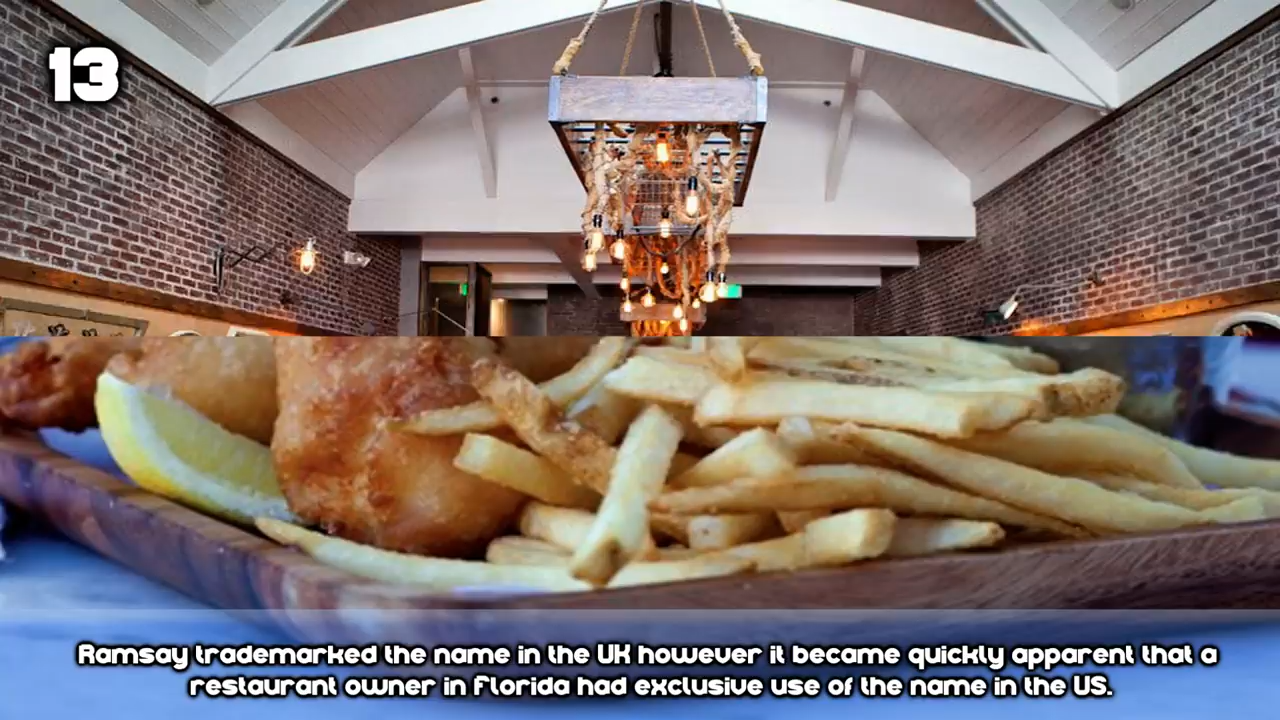 13
Ramsay trademarked the name in the UK however it became quickly apparent that a
restaurant owner in Florida had exclusive use of the name in the US.